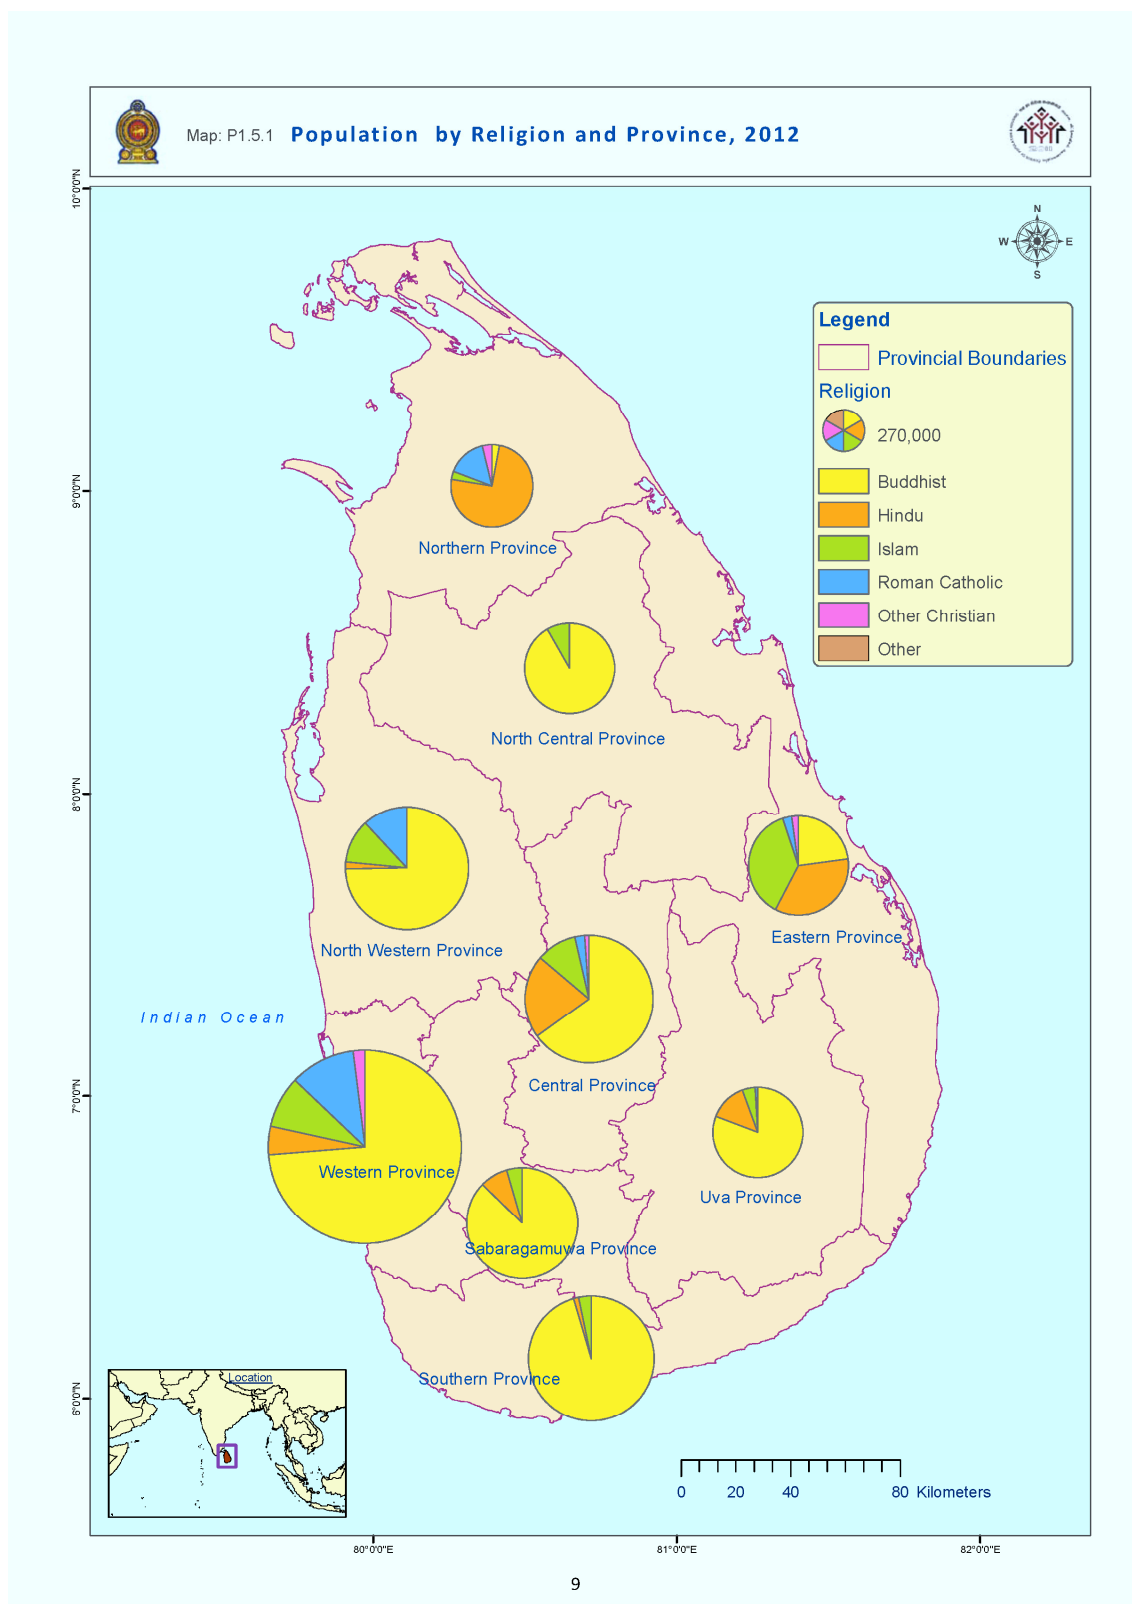 Map: P1.5.1 Population by Religion and Province, 2012
10°0'0"N
N
W E
S
Legend
Provincial Boundaries
Religion
270,000
Buddhist
Hindu
Islam
Roman Catholic
Other Christian
Other
9°0'0"N
Northern Province
North Central Province
8°0'0"N
North Western Province
Eastern Province
Indian Ocean
Central Province
7°0'0"N
Western Province
Uva Province
Sabaragamuwa Province
Southern Province
Location
6°0'0"N
0 20 40 80 Kilometers
80°0'0"E 81°0'0"E 82°0'0"E
9